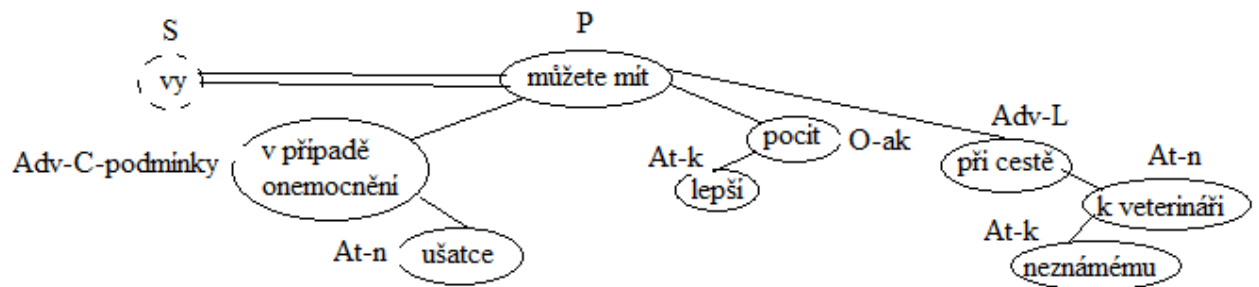 S
P
vy
můžete mít
Adv-C-podmínky
v případě
onemocnění
At-n
ušatce
pocit
O-ak
At-k
lepší
Adv-L
při cestě
At-n
k veterináři
At-k
neznámému